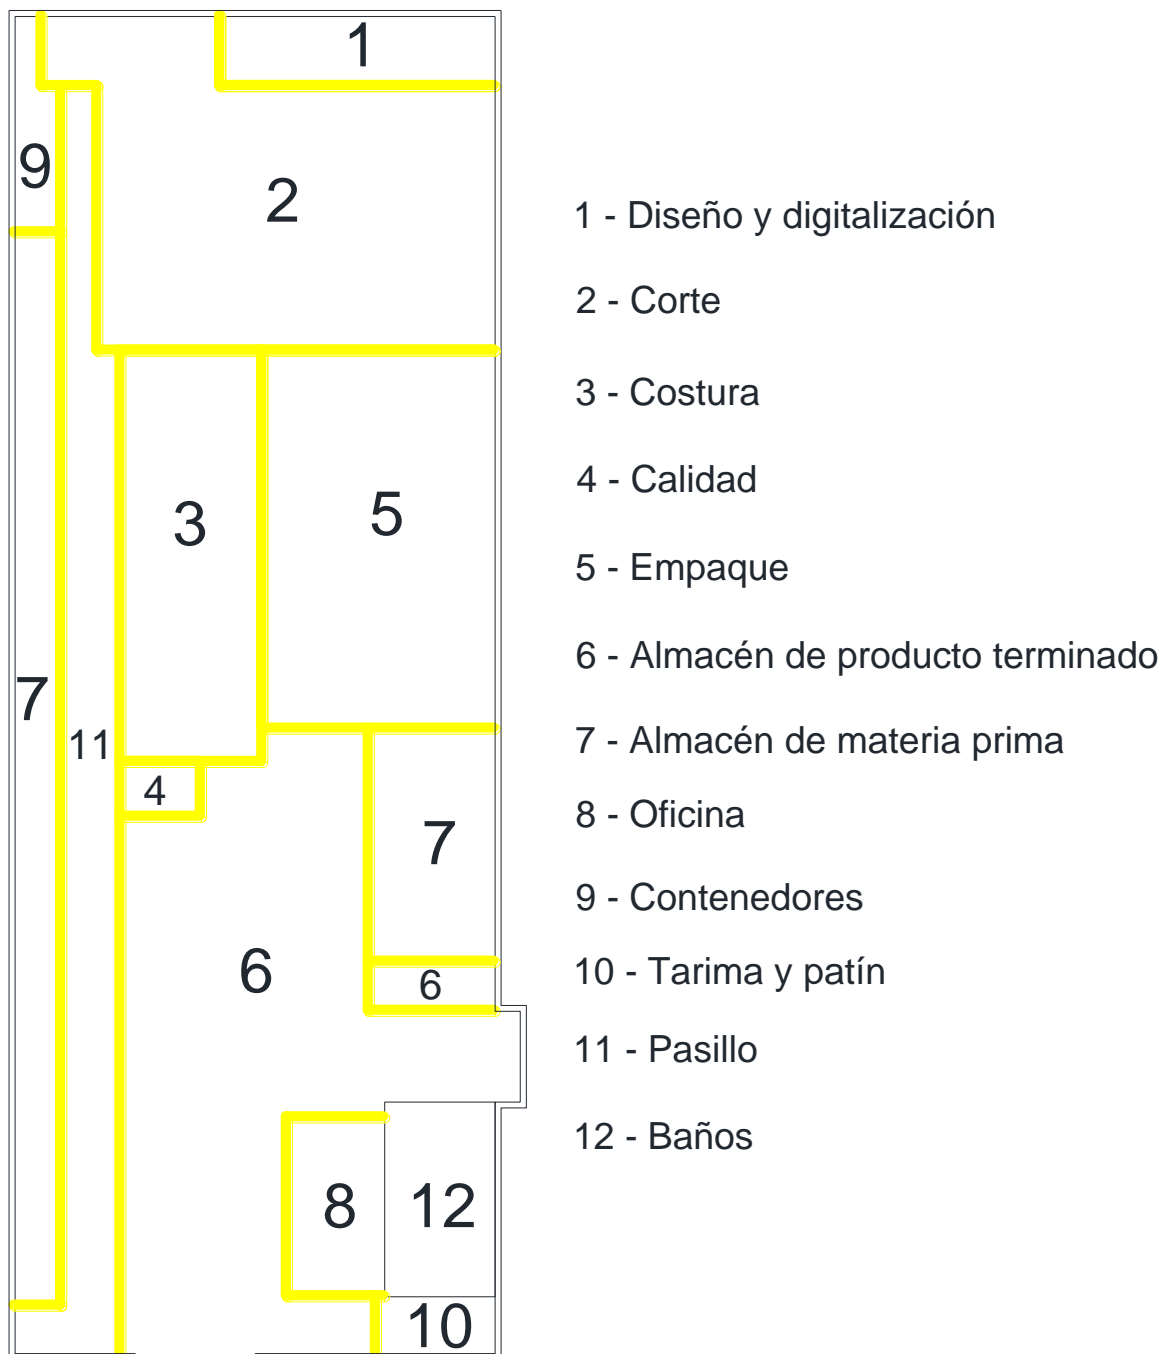 1
9
2
3
5
7
11
4
7
6
6
8
12
10
1 - Diseño y digitalización
2 - Corte
3 - Costura
4 - Calidad
5 - Empaque
6 - Almacén de producto terminado
7 - Almacén de materia prima
8 - Oficina
9 - Contenedores
10 - Tarima y patín
11 - Pasillo
12 - Baños